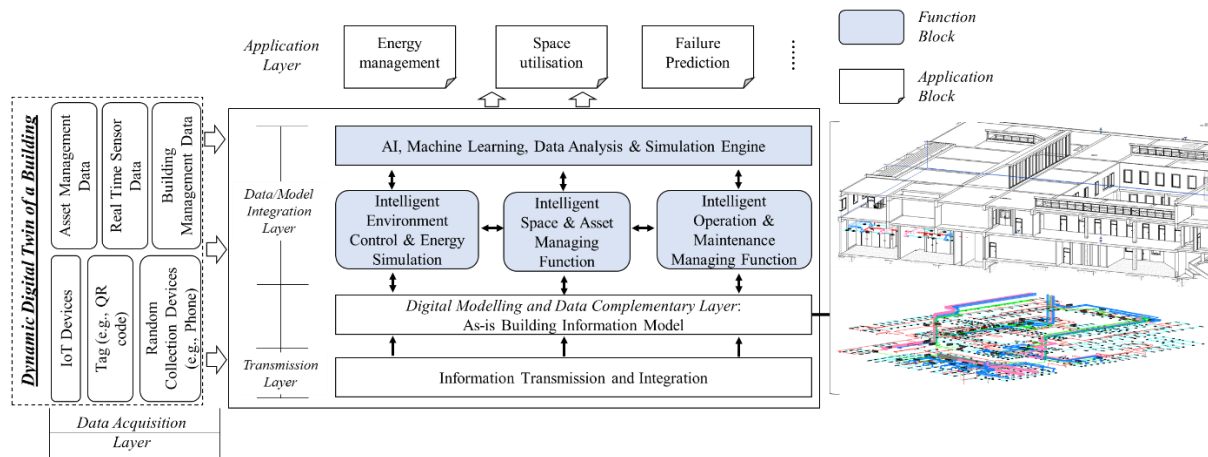 Dynamic Digital Twin of a Building
Asset Management
Data
Real Time Sensor
Data
Building
Management Data
IoT Devices
Tag (e.g., QR
code)
Random
Collection Devices
(e.g., Phone)
Data Acquisition
Layer
Application
Layer
Energy
management
Space
utilisation
Failure
Prediction
Data/Model
Integration
Layer
AI, Machine Learning, Data Analysis & Simulation Engine
Intelligent
Environment
Control & Energy
Simulation
Intelligent
Space & Asset
Managing
Function
Intelligent
Operation &
Maintenance
Managing Function
Digital Modelling and Data Complementary Layer:
As-is Building Information Model
Transmission
Layer
Information Transmission and Integration
Function
Block
Application
Block